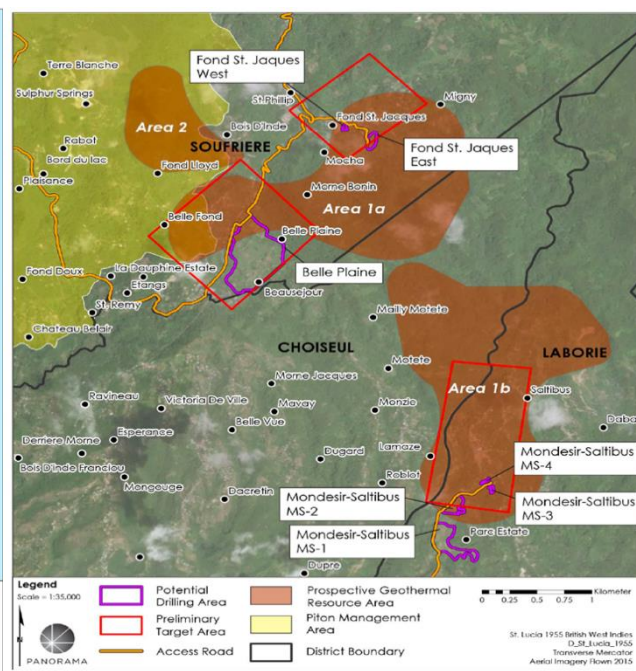 Terre Blanche
Sulphur Springs
Rabot
Bord du lac
Plaisance
Area 2
SOUFRIERE
Fond Lloyd
Bois D'Inde
St.Phillip
Fond St. Jaques
West
Fond St. Jacques
Migny
Mocha
Fond St. Jaques
East
Morne Bonin
Area 1a
Belle Fond
Belle Plaine
Belle Plaine
Beausejour
La Dauphine Estate
Etangs
Fond Doux
St. Remy
Chateau Belair
Mailly Motete
CHOISEUL
LABORIE
Motete
Area 1b
Saltibus
Morne Jacques
Ravineau
Victoria De Ville
Mavay
Monzie
Daba
Esperance
Belle Vue
Derriere Morne
Bois D'Inde Franclou
Dugard
Lamaze
Roblot
Mongouge
Dacretin
Mondesir-Saltibus
MS-4
Mondesir-Saltibus
MS-3
Mondesir-Saltibus
MS-2
Mondesir-Saltibus
MS-1
Parc Estate
Dupre
Legend
Scale = 1:35,000
PANORAMA
Potential
Drilling Area
Preliminary
Target Area
Access Road
Prospective Geothermal
Resource Area
Piton Management
Area
District Boundary
Kilometer
0 0.5 1
St. Lucia 1955 British West Indies
D_St_Lucia_1955
Transverse Mercator
Aerial Imagery Flown 2015